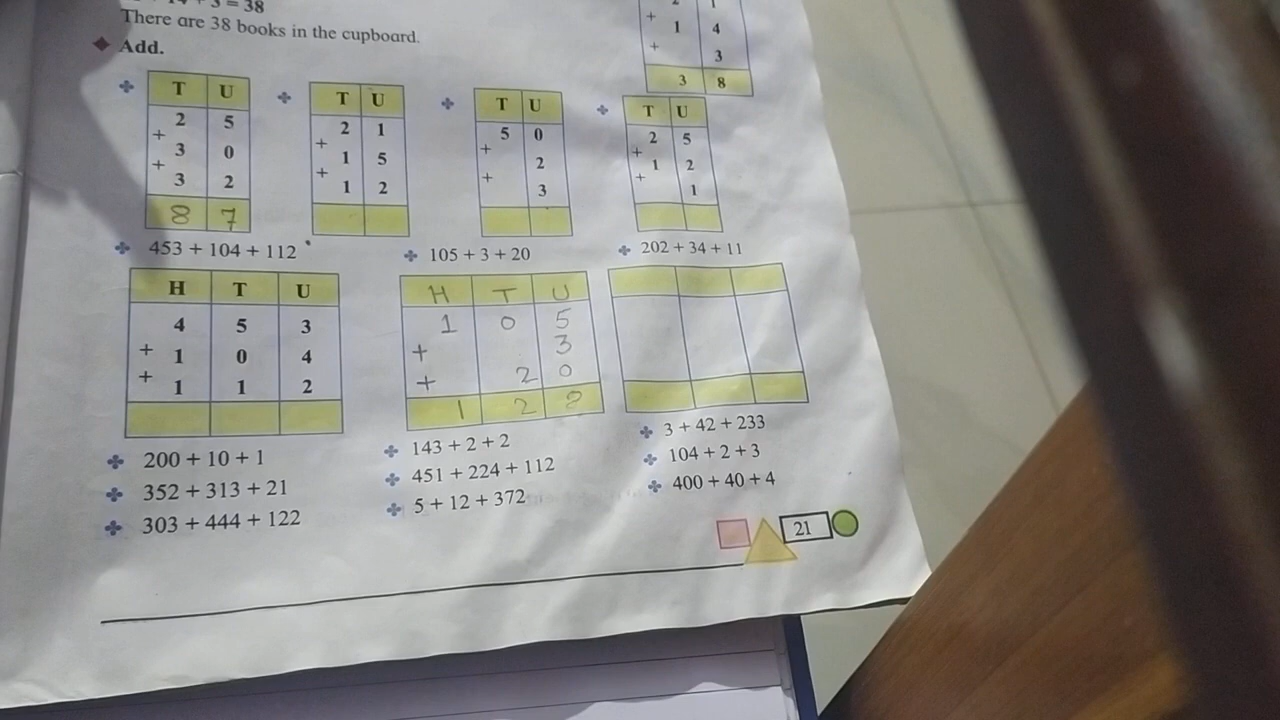 + 3 = 38
There are 38 books in the cupboard.
+ 1 4
+ 3
3 8
Add.
T U
2 5
+ 3 0
+ 3 2
8 7
T U
2 1
+ 1 5
+ 1 2
T U
5 0
+ 2
+ 3
T U
2 5
+ 1 2
+ 1
453 + 104 + 112
105 + 3 + 20
202 + 34 + 11
H T U
4 5 3
+ 1 0 4
+ 1 1 2
H T U
1 0 5
+ 3
+ 2 0
1 2 8
200 + 10 + 1
352 + 313 + 21
303 + 444 + 122
143 + 2 + 2
451 + 224 + 112
5 + 12 + 372
3 + 42 + 233
104 + 2 + 3
400 + 40 + 4
21